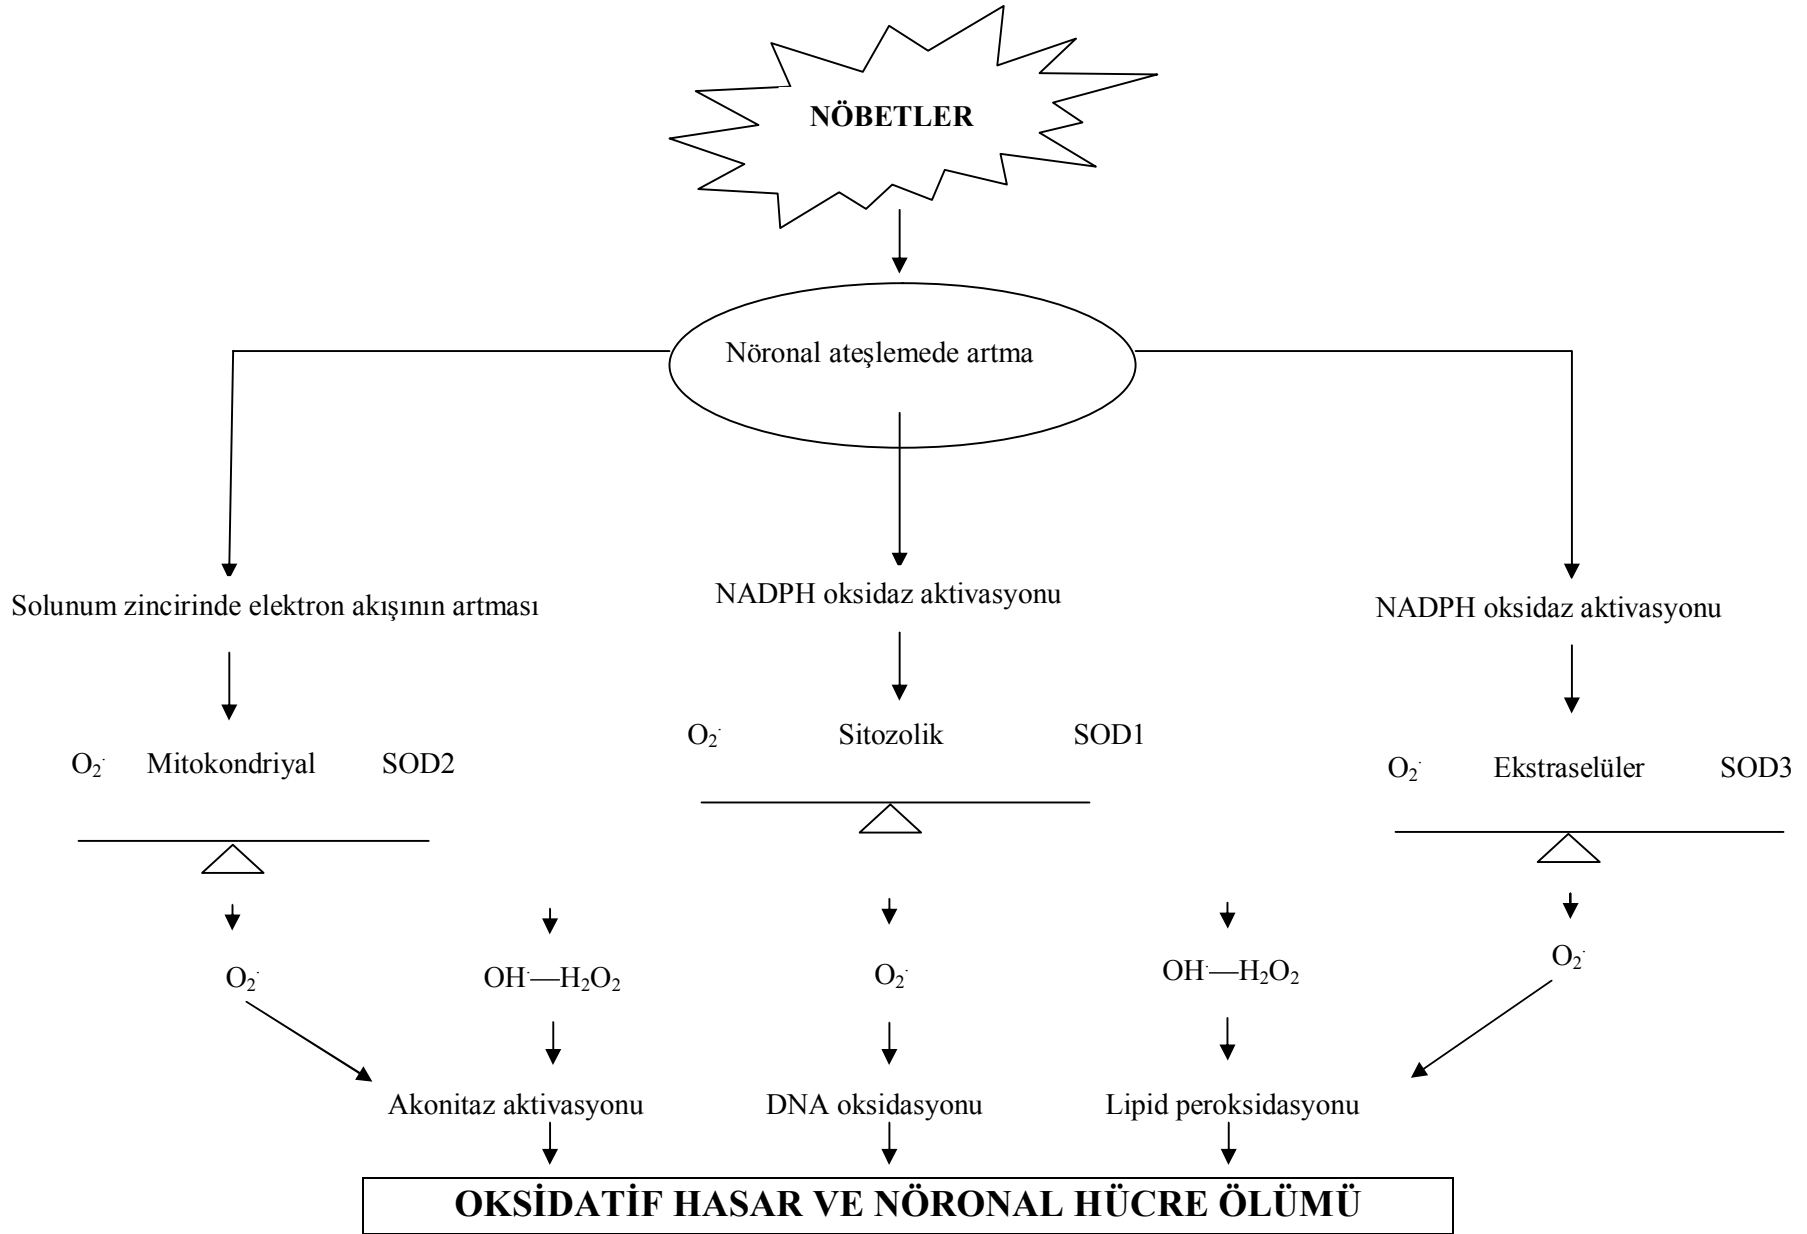 NÖBETLER
Nöronal ateşlemede artma
Solunum zincirinde elektron akışının artması
NADPH oksidaz aktivasyonu
NADPH oksidaz aktivasyonu
O₂· Mitokondriyal SOD2
O₂· Sitozolik SOD1
O₂· Ekstraselüler SOD3
O₂·
OH·—H₂O₂
O₂·
OH·—H₂O₂
O₂·
Akonitaz aktivasyonu
DNA oksidasyonu
Lipid peroksidasyonu
OKSİDATİF HASAR VE NÖRONAL HÜCRE ÖLÜMÜ